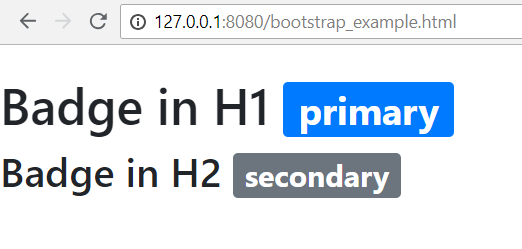 127.0.0.1:8080/bootstrap_example.html
Badge in H1 primary
Badge in H2 secondary